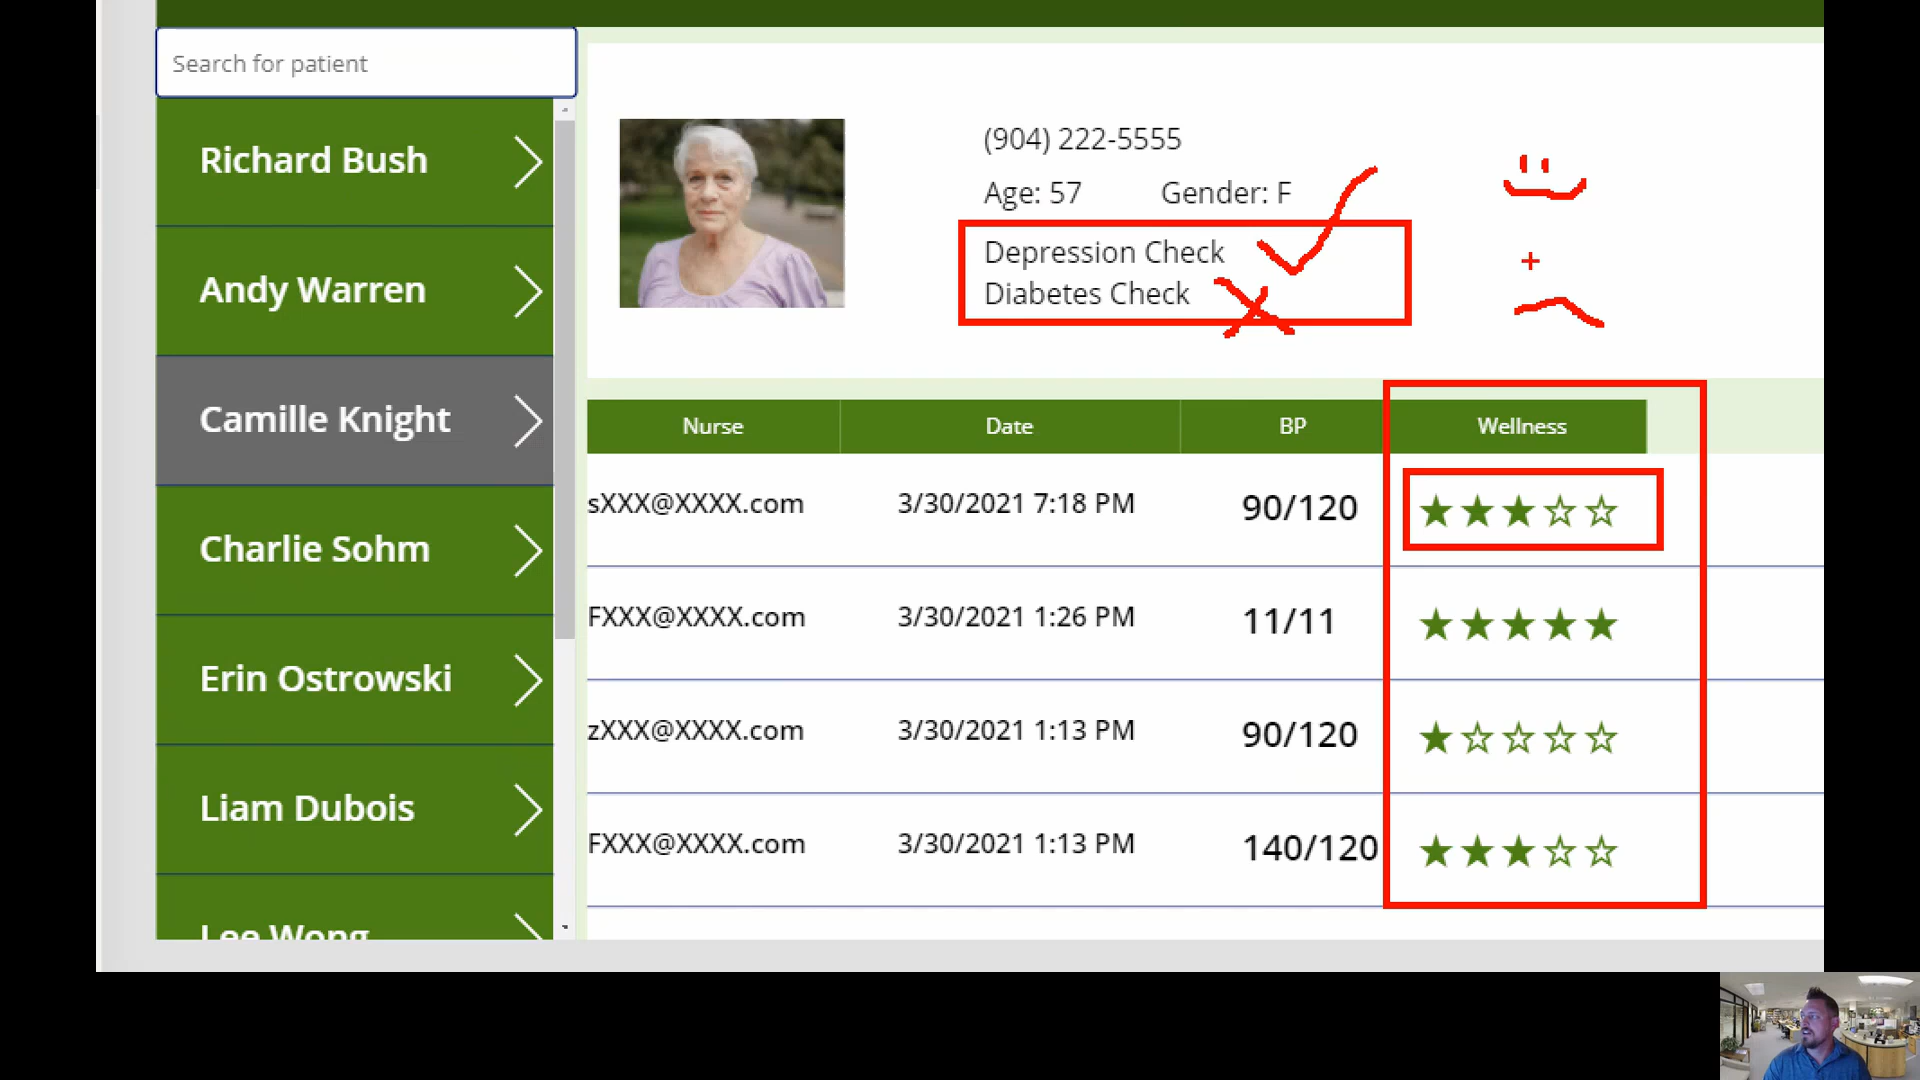 Search for patient
Richard Bush
Andy Warren
Camille Knight
Charlie Sohm
Erin Ostrowski
Liam Dubois
Lee Wong
(904) 222-5555
Age: 57 Gender: F
Depression Check
Diabetes Check
+
Nurse Date BP Wellness
sXXX@XXXX.com 3/30/2021 7:18 PM 90/120
FXXX@XXXX.com 3/30/2021 1:26 PM 11/11
zXXX@XXXX.com 3/30/2021 1:13 PM 90/120
FXXX@XXXX.com 3/30/2021 1:13 PM 140/120